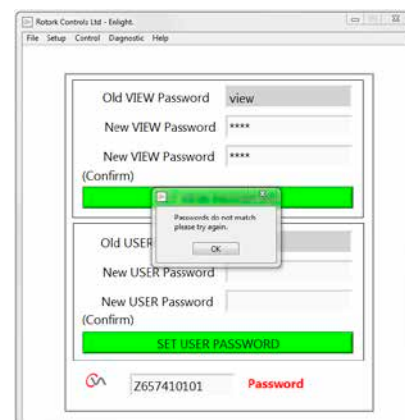 Rotork Controls Ltd - Enlight.
File Setup Control Diagnostic Help
Old VIEW Password view
New VIEW Password ****
New VIEW Password ****
(Confirm)
Passwords do not match
please try again.
OK
Old USER
New USER Password
New USER Password
(Confirm)
SET USER PASSWORD
Z657410101 Password